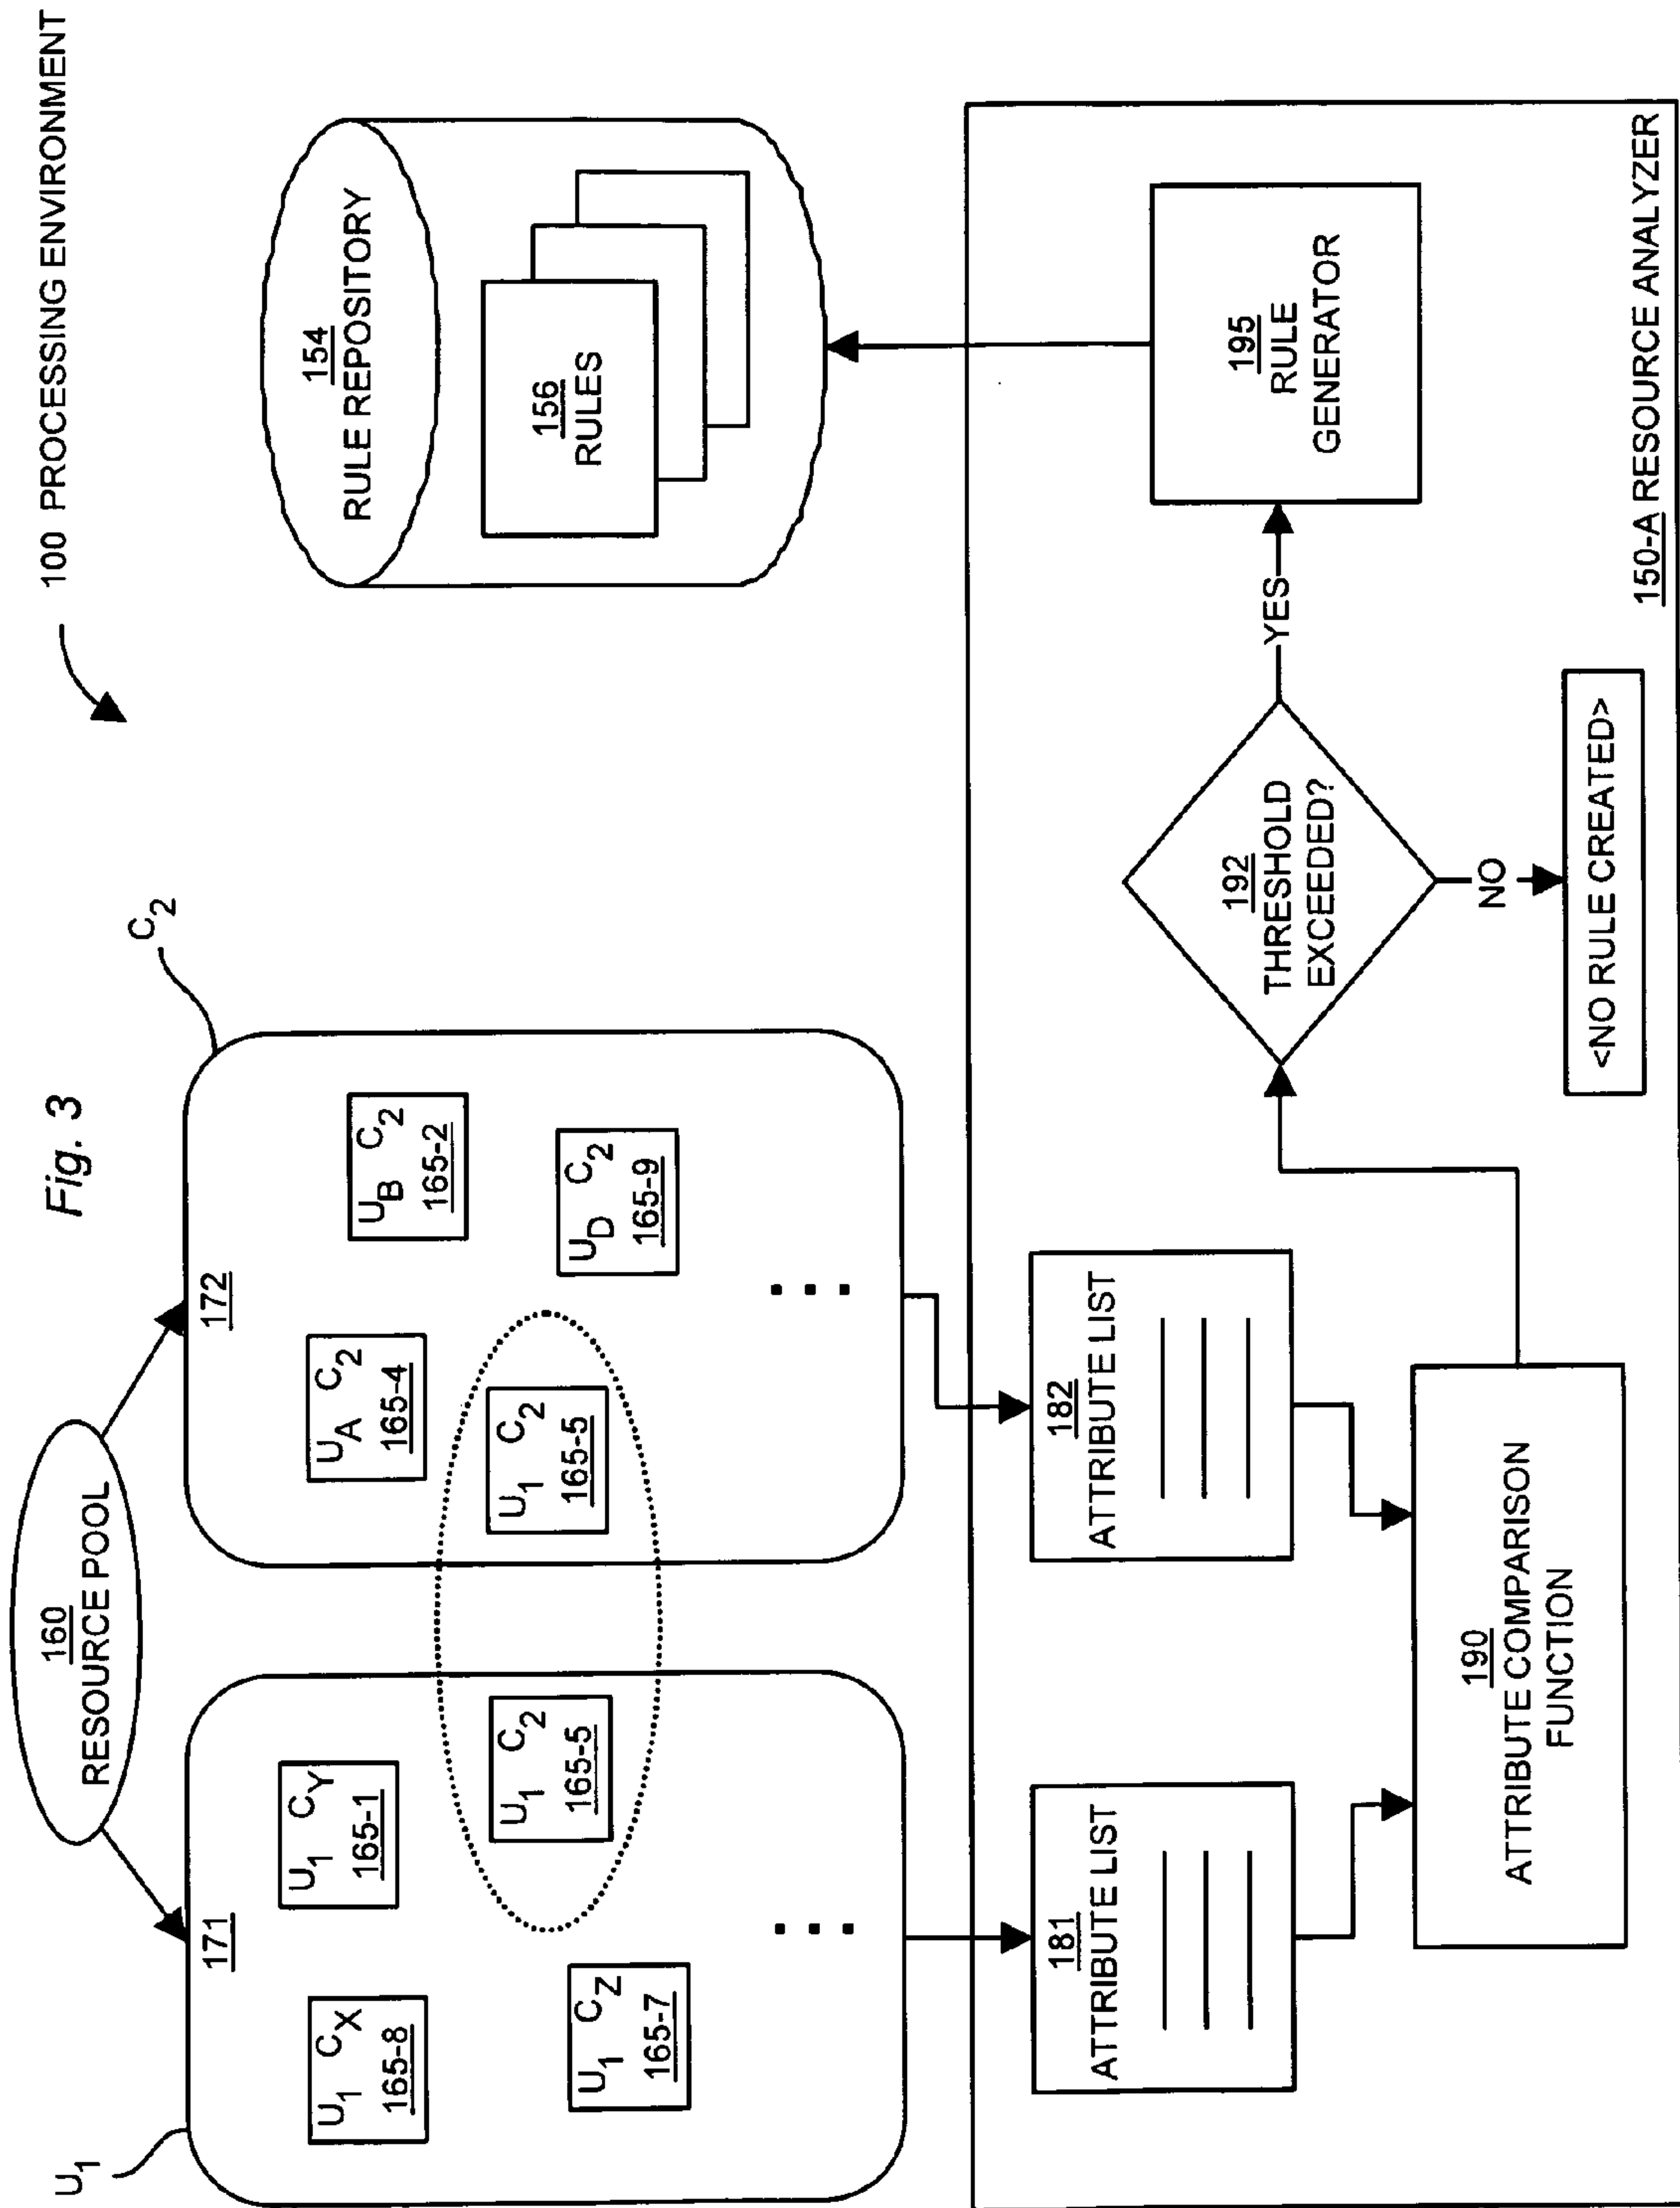 Fig. 3
100 PROCESSING ENVIRONMENT
160
RESOURCE POOL
U1
171
U1 CX
165-8
U1 CY
165-1
U1 CZ
165-7
U1 C2
165-5
C2
172
UA C2
165-4
UB C2
165-2
U1 C2
165-5
UD C2
165-9
154
RULE REPOSITORY
156
RULES
181
ATTRIBUTE LIST
182
ATTRIBUTE LIST
190
ATTRIBUTE COMPARISON
FUNCTION
192
THRESHOLD
EXCEEDED?
YES
NO
<NO RULE CREATED>
195
RULE
GENERATOR
150-A RESOURCE ANALYZER